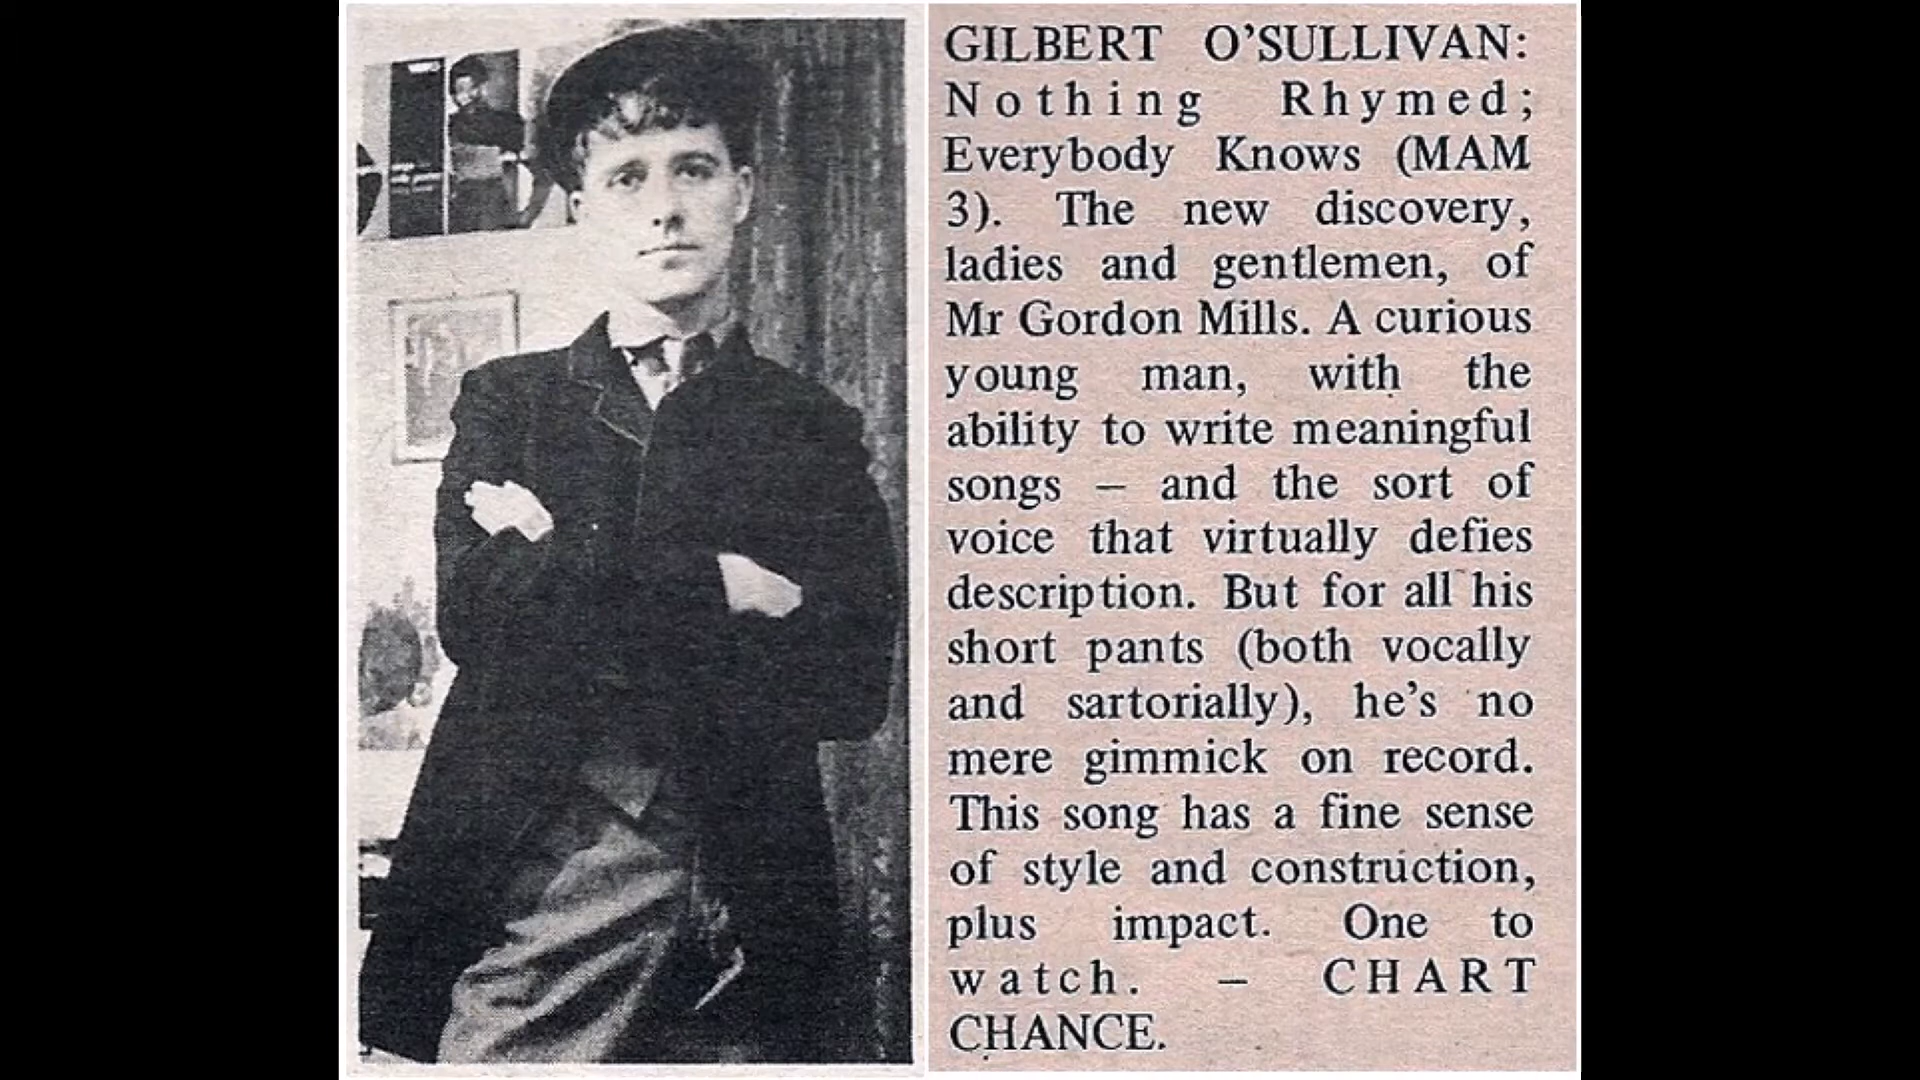 GILBERT O'SULLIVAN:
Nothing Rhymed;
Everybody Knows (MAM
3). The new discovery,
ladies and gentlemen, of
Mr Gordon Mills. A curious
young man, with the
ability to write meaningful
songs — and the sort of
voice that virtually defies
description. But for all his
short pants (both vocally
and sartorially), he's no
mere gimmick on record.
This song has a fine sense
of style and construction,
plus impact. One to
watch. — CHART
CHANCE.